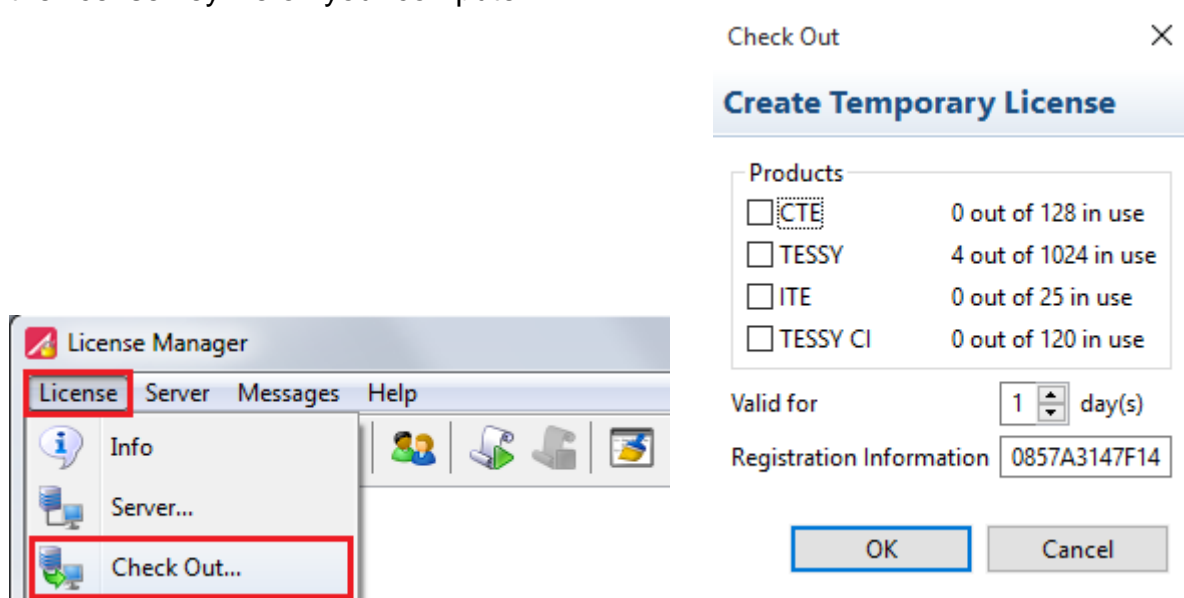 Check Out
Create Temporary License
Products
CTE 0 out of 128 in use
TESSY 4 out of 1024 in use
ITE 0 out of 25 in use
TESSY CI 0 out of 120 in use
Valid for 1 day(s)
Registration Information 0857A3147F14
OK Cancel
License Manager
License Server Messages Help
Info
Server...
Check Out...